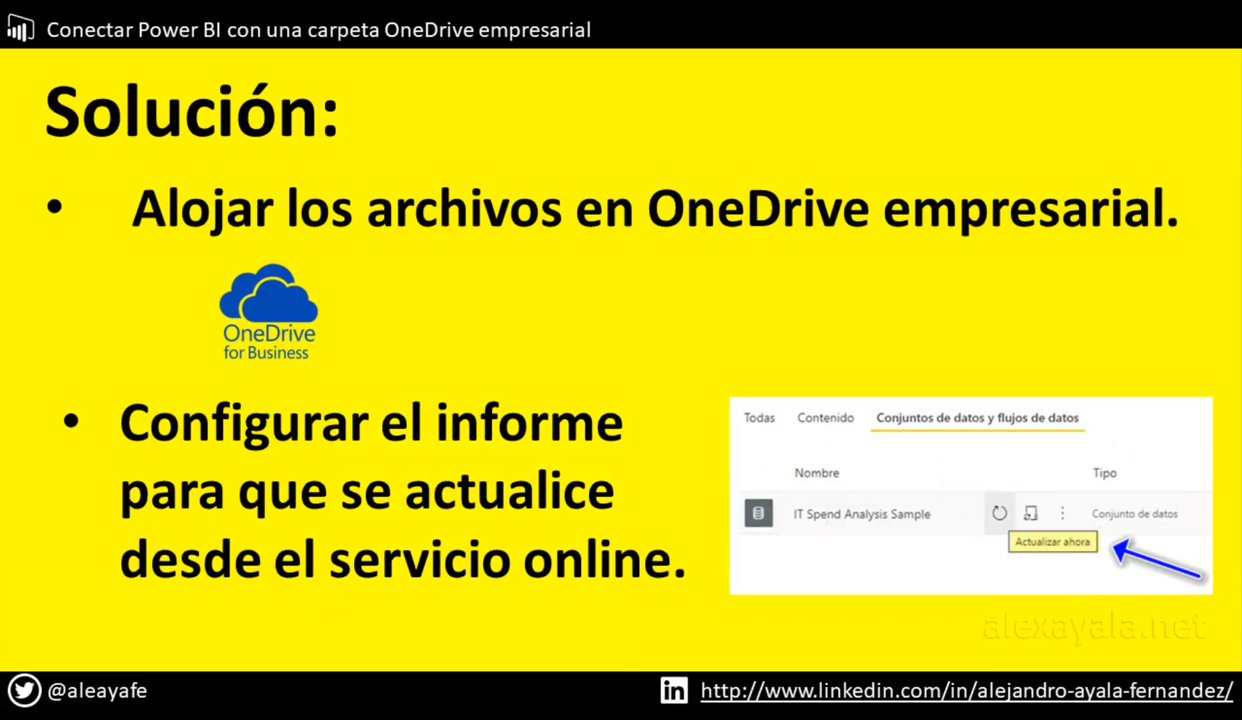 Conectar Power BI con una carpeta OneDrive empresarial
Solución:
• Alojar los archivos en OneDrive empresarial.
OneDrive
for Business
• Configurar el informe
para que se actualice
desde el servicio online.
Todas Contenido Conjuntos de datos y flujos de datos
Nombre Tipo
IT Spend Analysis Sample Conjunto de datos
Actualizar ahora
alexayala.net
@aleayafe
in http://www.linkedin.com/in/alejandro-ayala-fernandez/